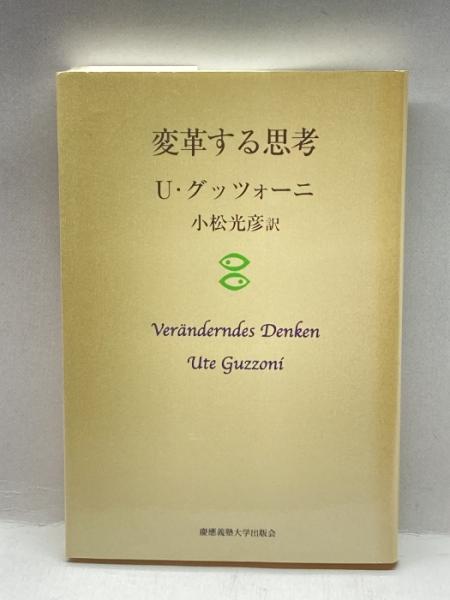 変革する思考
U・グッツォーニ
小松光彦訳
Veränderndes Denken
Ute Guzzoni
慶應義塾大学出版会